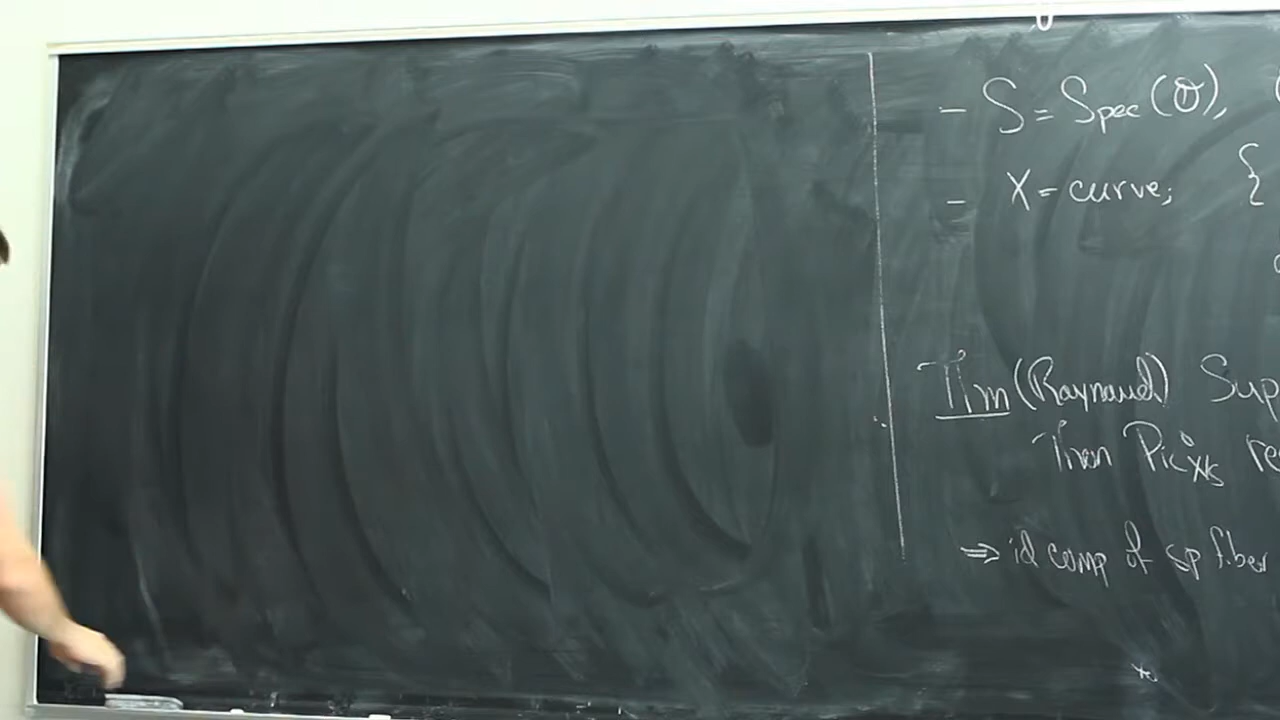 - S = Spec(O),
- X = curve; {
Thm (Raynaud) Sup
Then Pic°X/S re
⇒ id comp of sp fiber